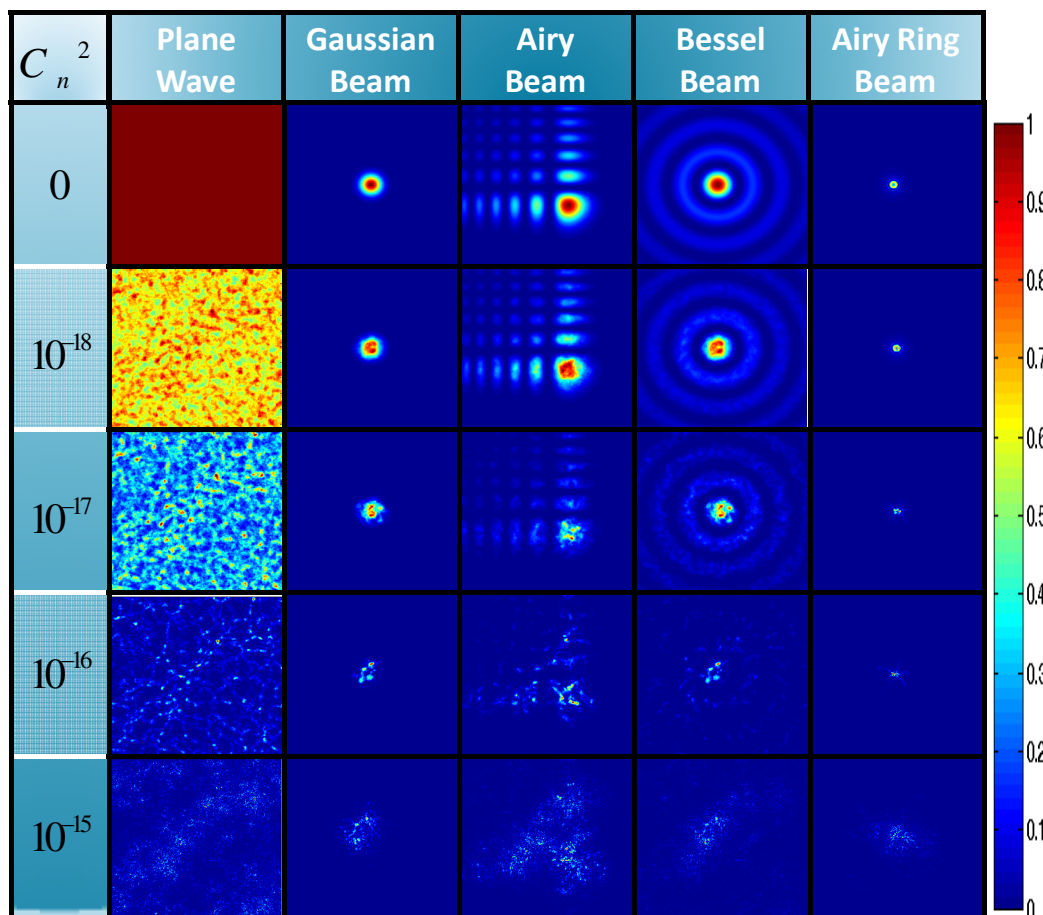 C_n^2
Plane
Wave
Gaussian
Beam
Airy
Beam
Bessel
Beam
Airy Ring
Beam
0
10^-18
10^-17
10^-16
10^-15
1
0.9
0.8
0.7
0.6
0.5
0.4
0.3
0.2
0.1
0